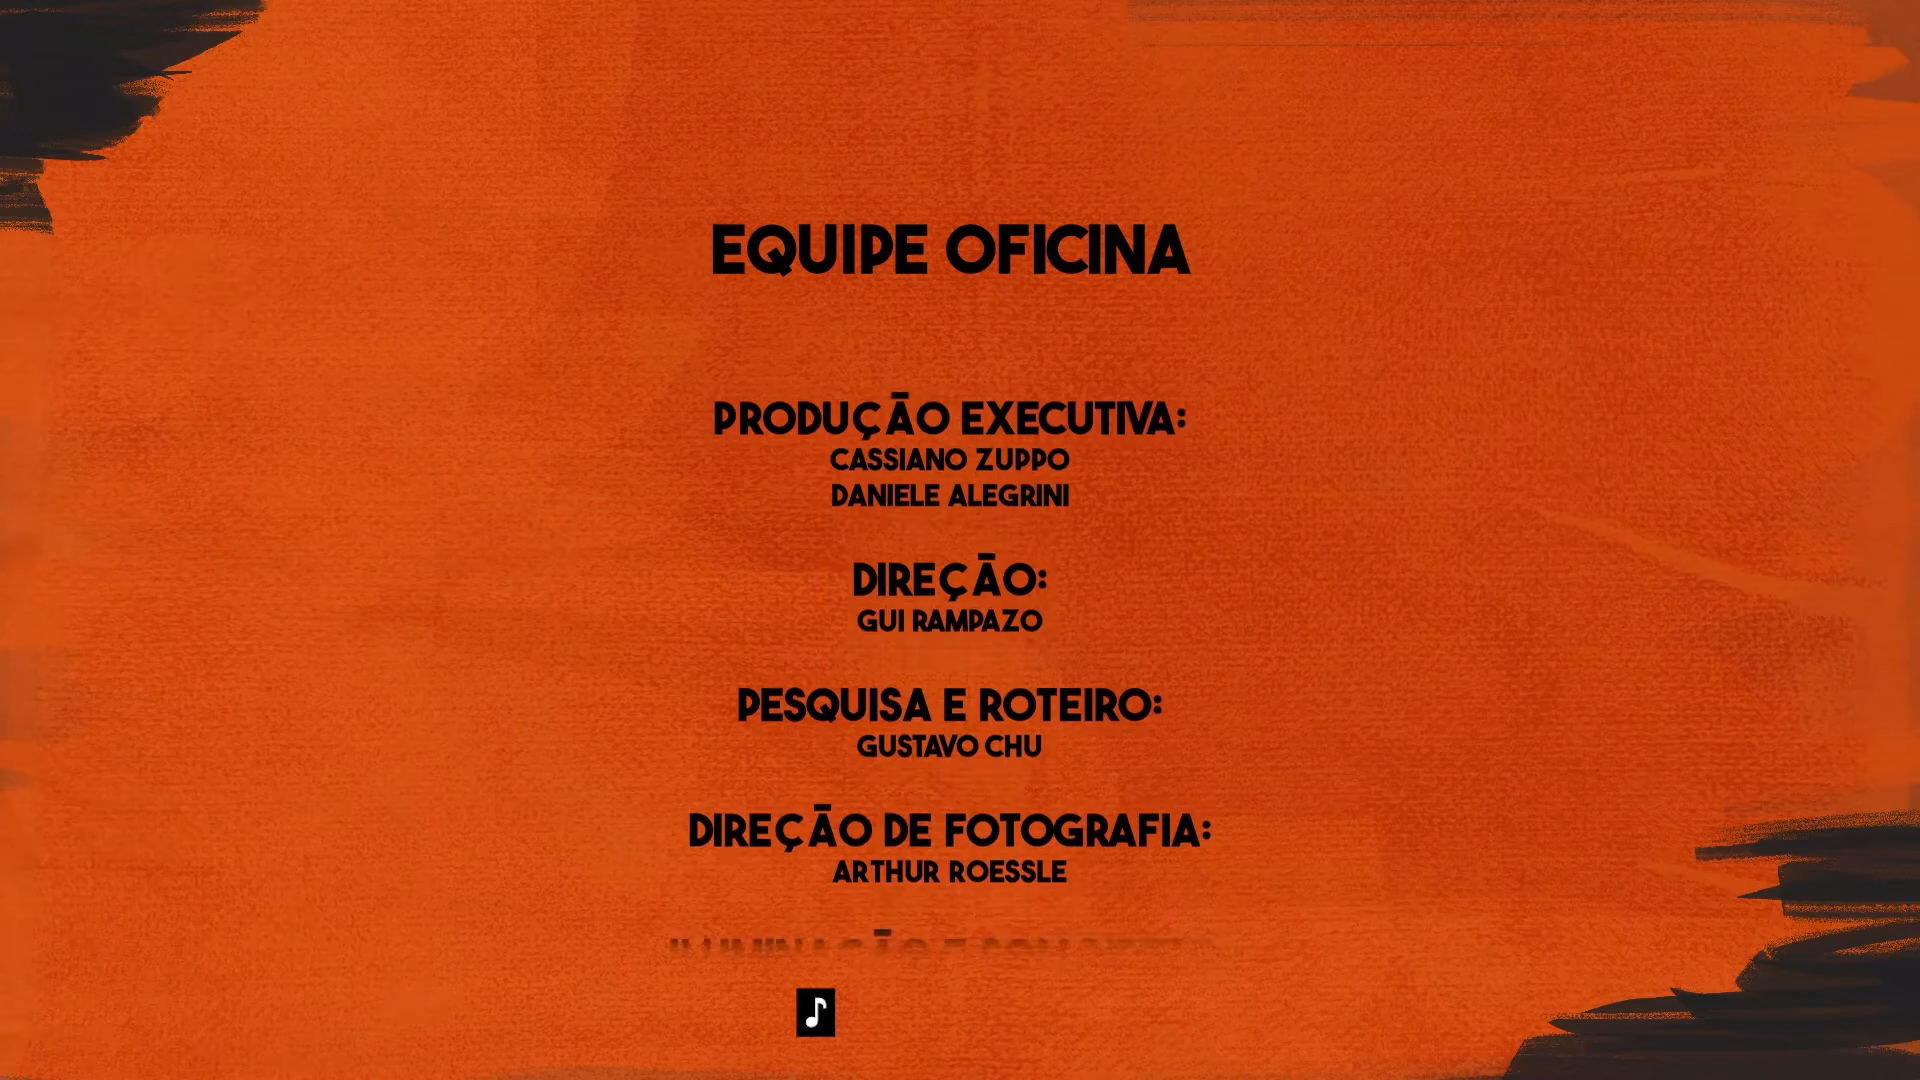 EQUIPE OFICINA
PRODUÇÃO EXECUTIVA:
CASSIANO ZUPPO
DANIELE ALEGRINI
DIREÇÃO:
GUI RAMPAZO
PESQUISA E ROTEIRO:
GUSTAVO CHU
DIREÇÃO DE FOTOGRAFIA:
ARTHUR ROESSLE